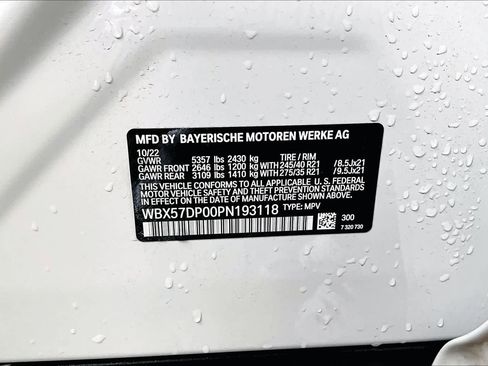 MFD BY BAYERISCHE MOTOREN WERKE AG
10/22
GVWR 5357 lbs 2430 kg TIRE / RIM
GAWR FRONT 2646 lbs 1200 kg 245/40 R21 /8.5Jx21
GAWR REAR 3109 lbs 1410 kg 275/35 R21 /9.5Jx21
THIS VEHICLE CONFORMS TO ALL APPLICABLE U.S. FEDERAL
MOTOR VEHICLE SAFETY AND THEFT PREVENTION STANDARDS
IN EFFECT ON THE DATE OF MANUFACTURE SHOWN ABOVE.
WBX57DP00PN193118 TYPE: MPV
300
7 320 730